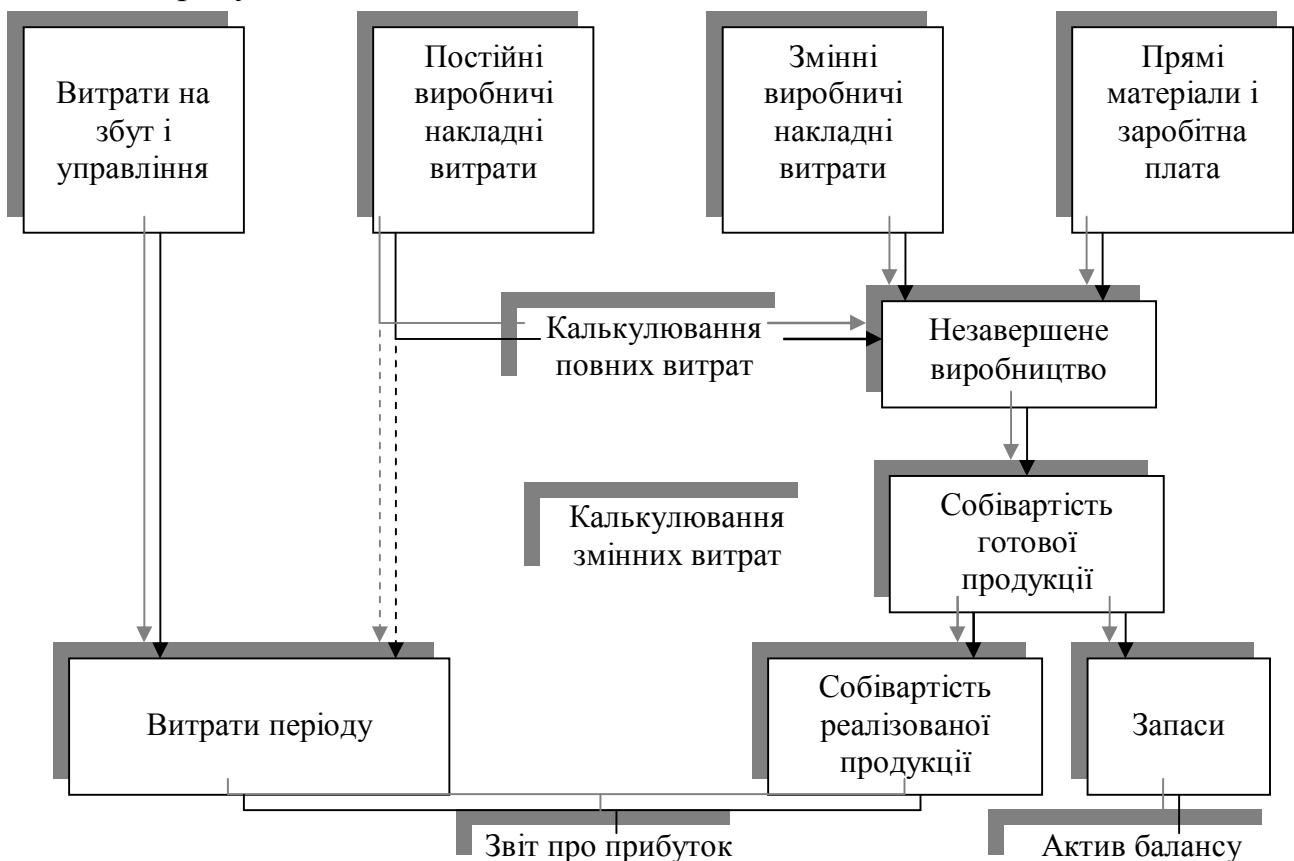 Витрати на
збут і
управління
Постійні
виробничі
накладні
витрати
Змінні
виробничі
накладні
витрати
Прямі
матеріали і
заробітна
плата
Калькулювання
повних витрат
Незавершене
виробництво
Калькулювання
змінних витрат
Собівартість
готової
продукції
Витрати періоду
Собівартість
реалізованої
продукції
Запаси
Звіт про прибуток
Актив балансу